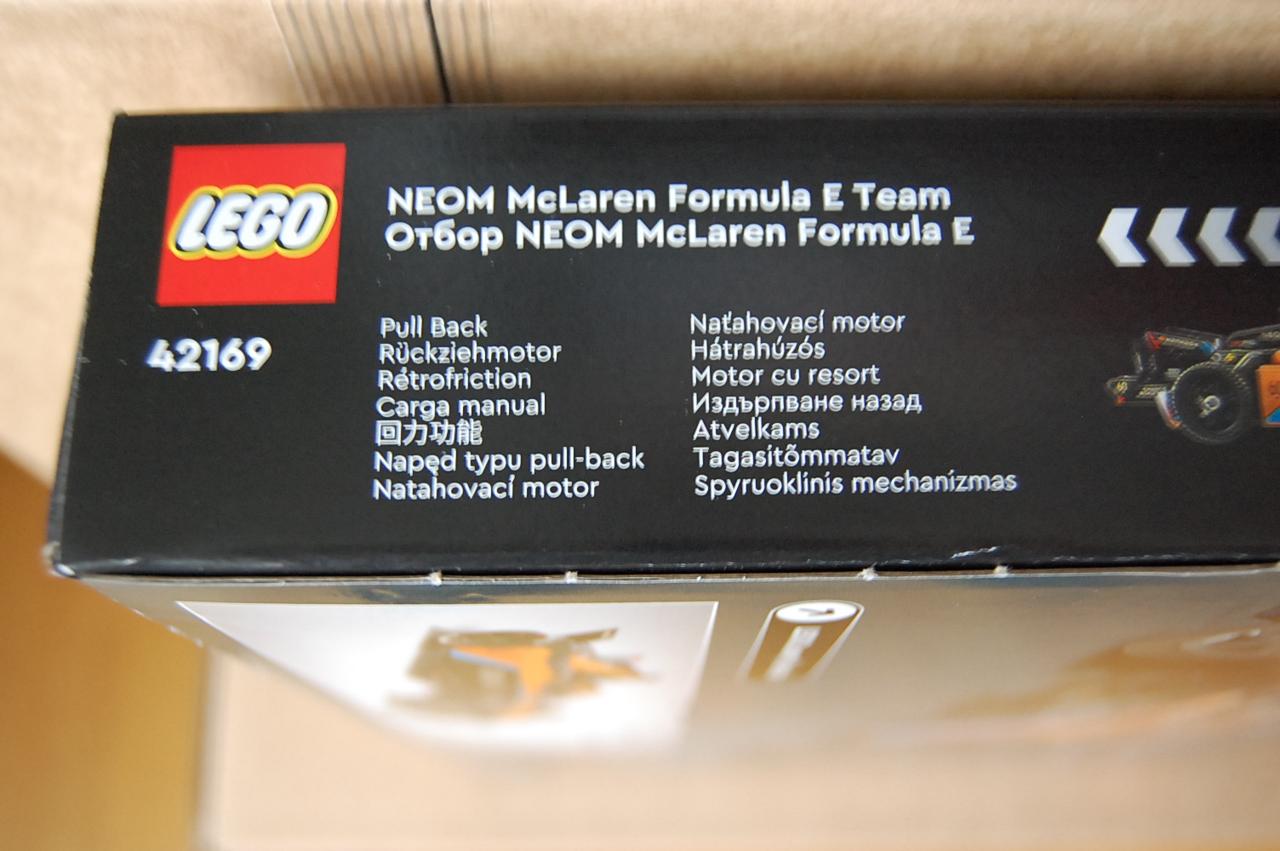 LEGO
42169
NEOM McLaren Formula E Team
Отбор NEOM McLaren Formula E
Pull Back
Rückziehmotor
Rétrofriction
Carga manual
回力功能
Napęd typu pull-back
Natahovací motor
Naťahovací motor
Hátrahúzós
Motor cu resort
Издърпване назад
Atvelkams
Tagasitõmmatav
Spyruoklinis mechanizmas